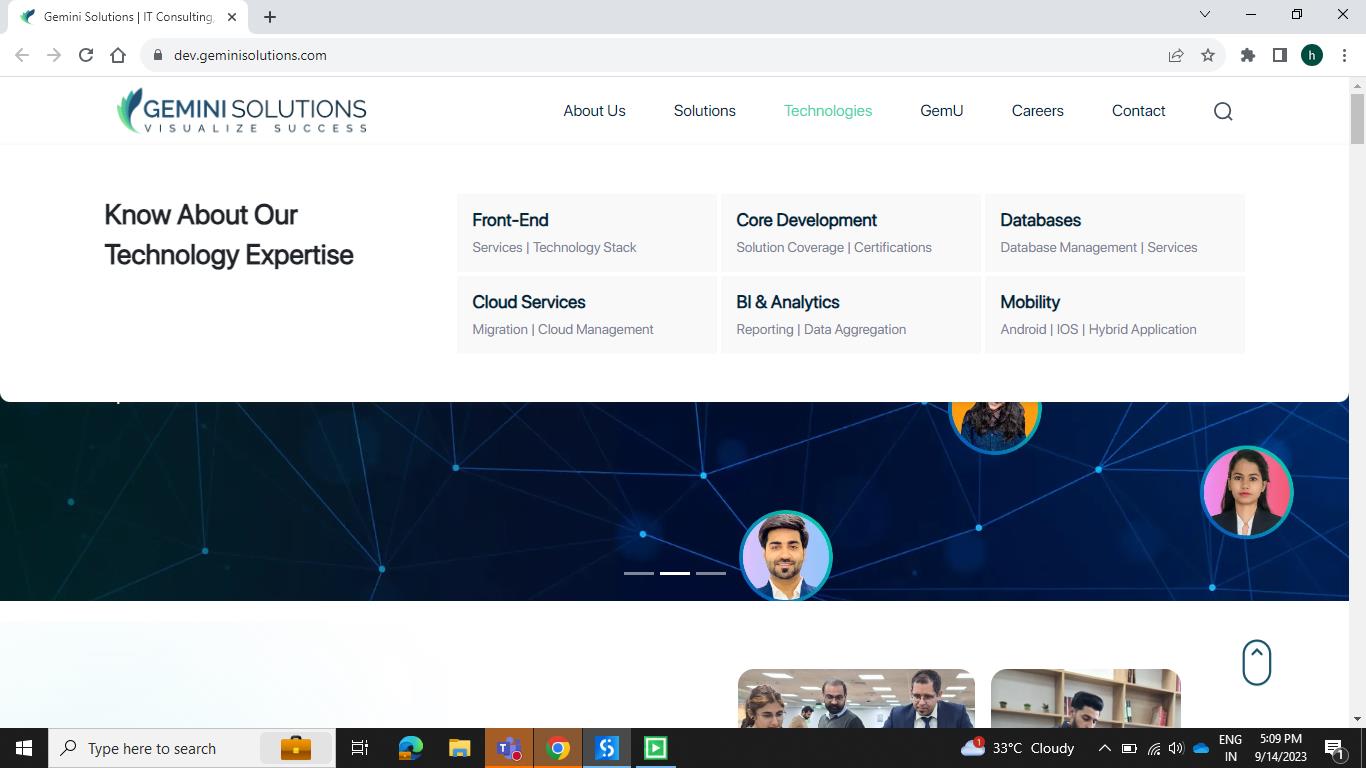 Gemini Solutions | IT Consulting,
dev.geminisolutions.com
h
GEMINI SOLUTIONS
VISUALIZE SUCCESS
About Us
Solutions
Technologies
GemU
Careers
Contact
Know About Our
Technology Expertise
Front-End
Services | Technology Stack
Core Development
Solution Coverage | Certifications
Databases
Database Management | Services
Cloud Services
Migration | Cloud Management
BI & Analytics
Reporting | Data Aggregation
Mobility
Android | IOS | Hybrid Application
Type here to search
1
33°C Cloudy
ENG
IN
5:09 PM
9/14/2023
1